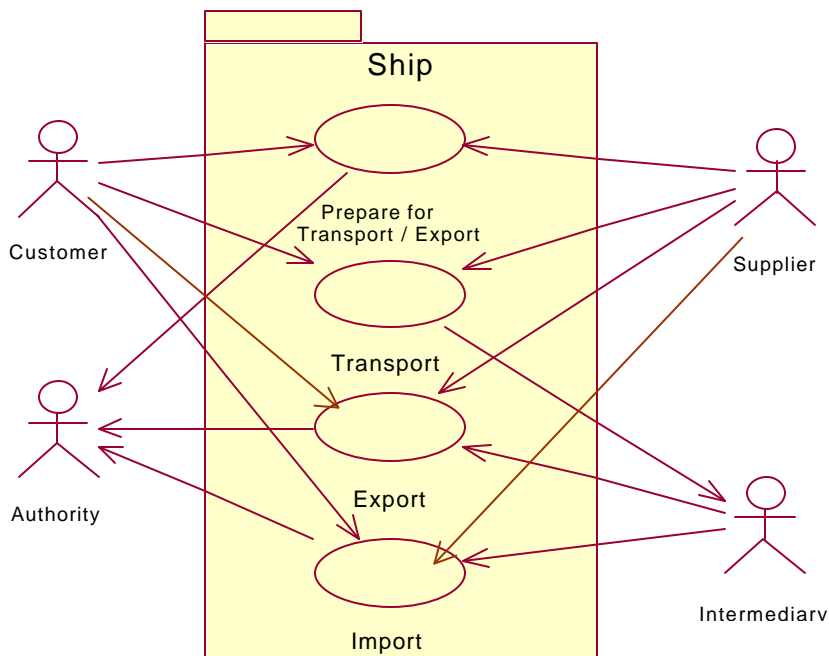 Ship
Prepare for
Transport / Export
Customer
Supplier
Transport
Export
Authority
Intermediary
Import